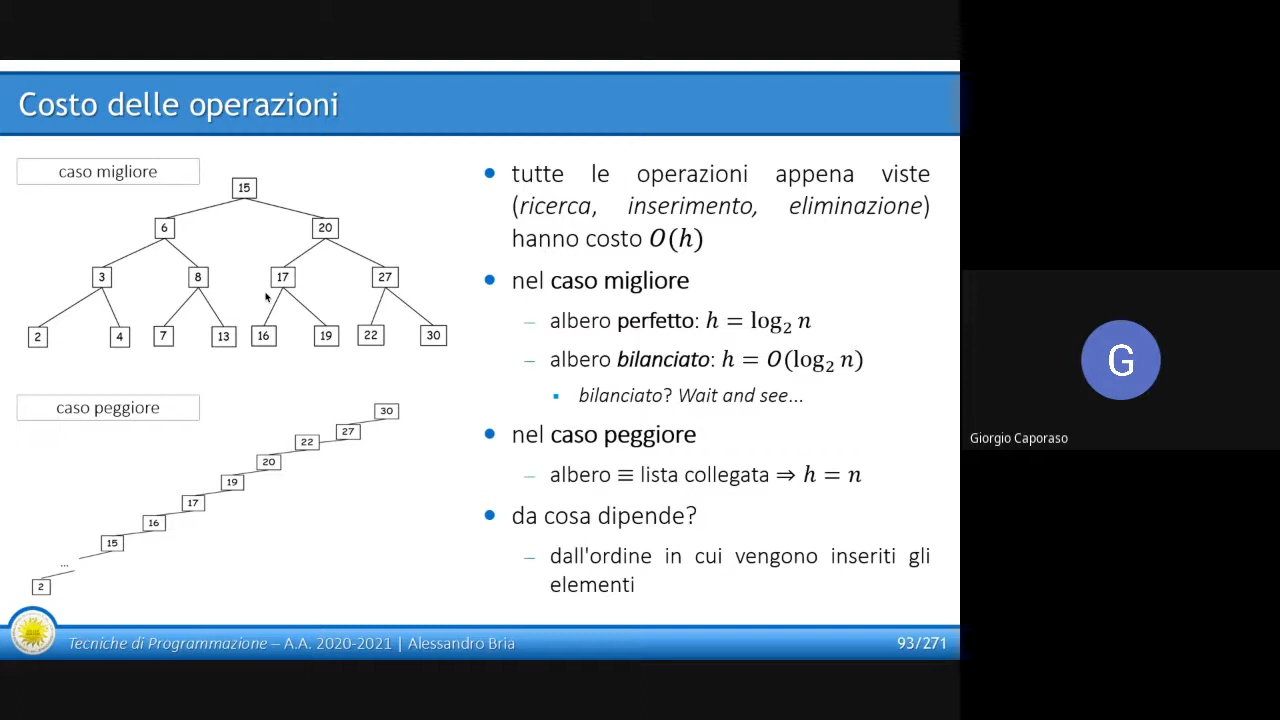 Costo delle operazioni
caso migliore
15
6 20
3 8 17 27
2 4 7 13 16 19 22 30
caso peggiore
30
27
22
20
19
17
16
15
...
2
tutte le operazioni appena viste
(ricerca, inserimento, eliminazione)
hanno costo O(h)
nel caso migliore
– albero perfetto: h = log₂ n
– albero bilanciato: h = O(log₂ n)
bilanciato? Wait and see...
nel caso peggiore
– albero ≡ lista collegata ⇒ h = n
da cosa dipende?
– dall'ordine in cui vengono inseriti gli
elementi
Tecniche di Programmazione – A.A. 2020-2021 | Alessandro Bria
93/271
G
Giorgio Caporaso